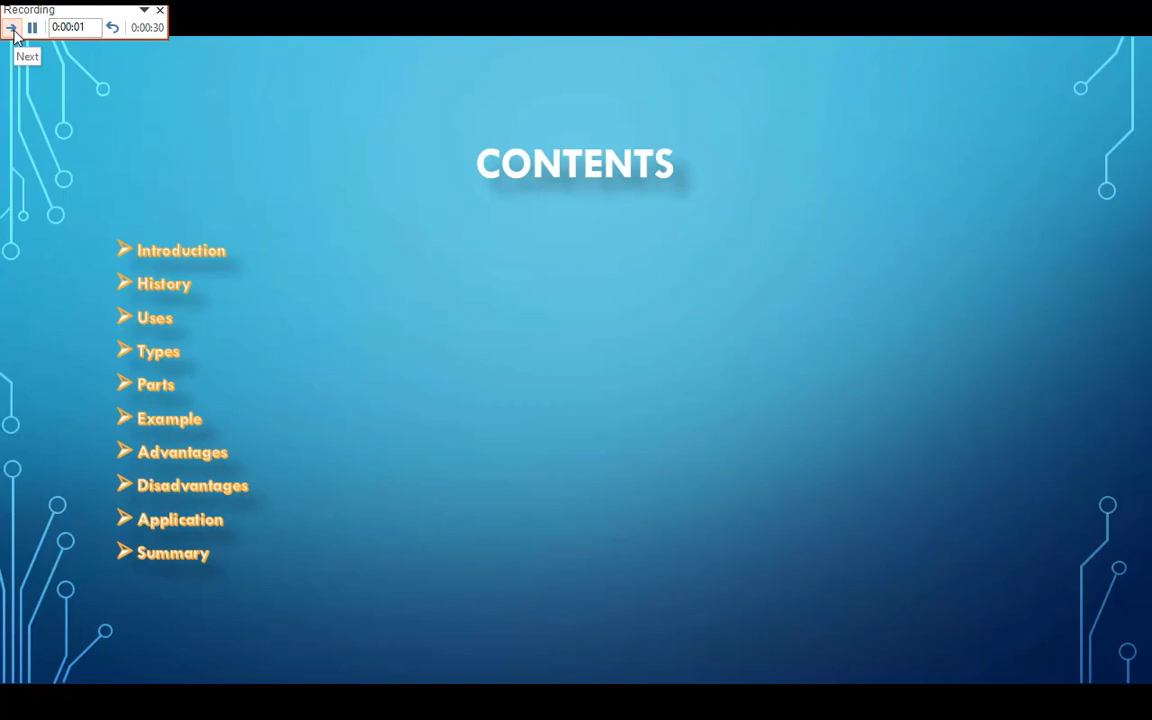 Recording
0:00:01 0:00:30
Next
CONTENTS
Introduction
History
Uses
Types
Parts
Example
Advantages
Disadvantages
Application
Summary